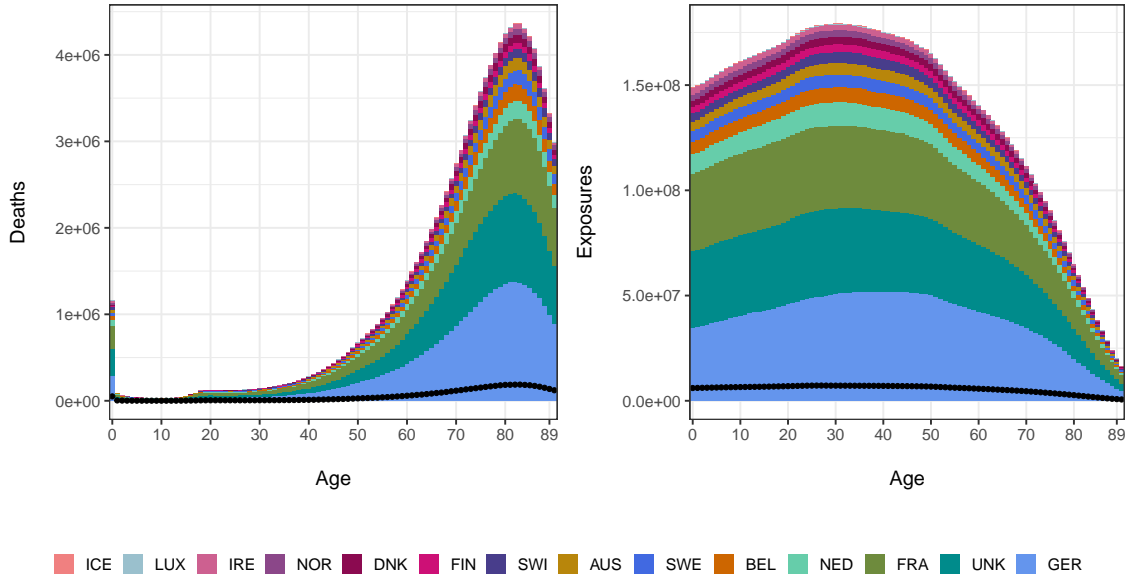 Deaths
4e+06
3e+06
2e+06
1e+06
0e+00
0 10 20 30 40 50 60 70 80 89
Age
Exposures
1.5e+08
1.0e+08
5.0e+07
0.0e+00
0 10 20 30 40 50 60 70 80 89
Age
ICE LUX IRE NOR DNK FIN SWI AUS SWE BEL NED FRA UNK GER